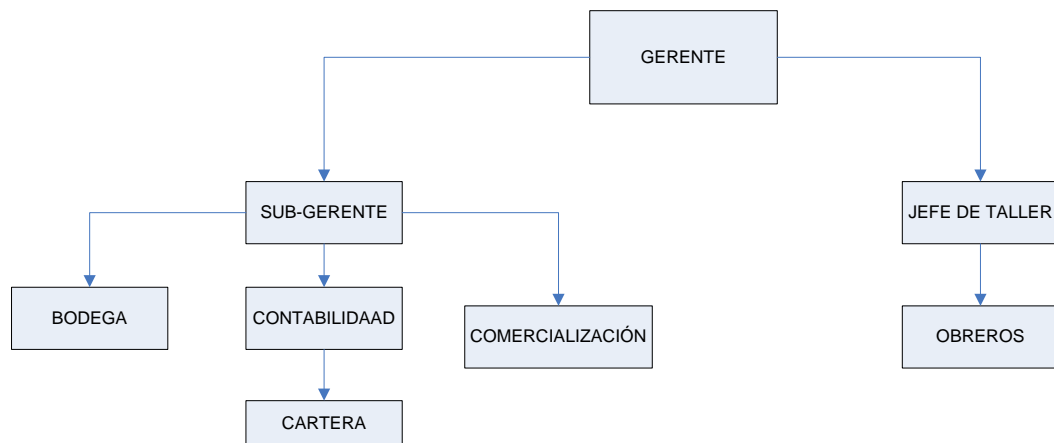 GERENTE
SUB-GERENTE
JEFE DE TALLER
BODEGA
CONTABILIDAAD
COMERCIALIZACIÓN
OBREROS
CARTERA